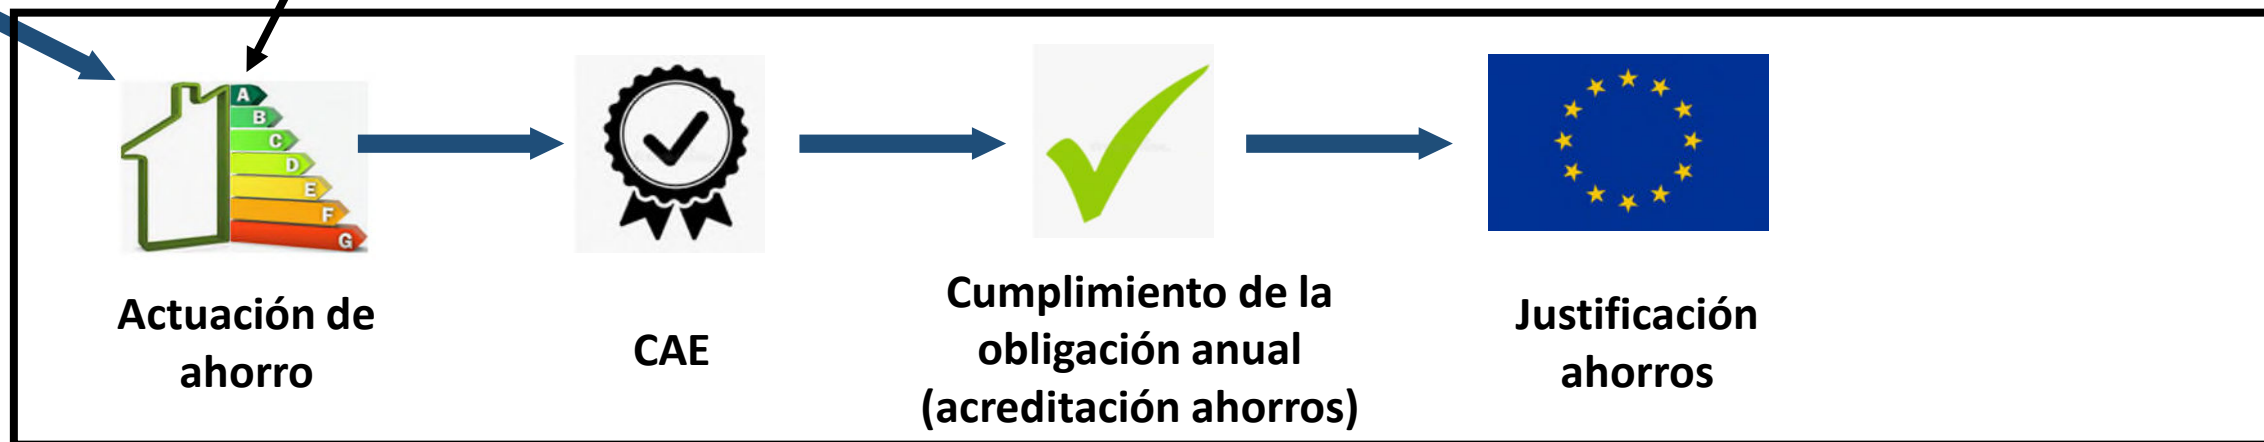 A
B
C
D
E
F
G
Actuación de
ahorro
CAE
Cumplimiento de la
obligación anual
(acreditación ahorros)
Justificación
ahorros